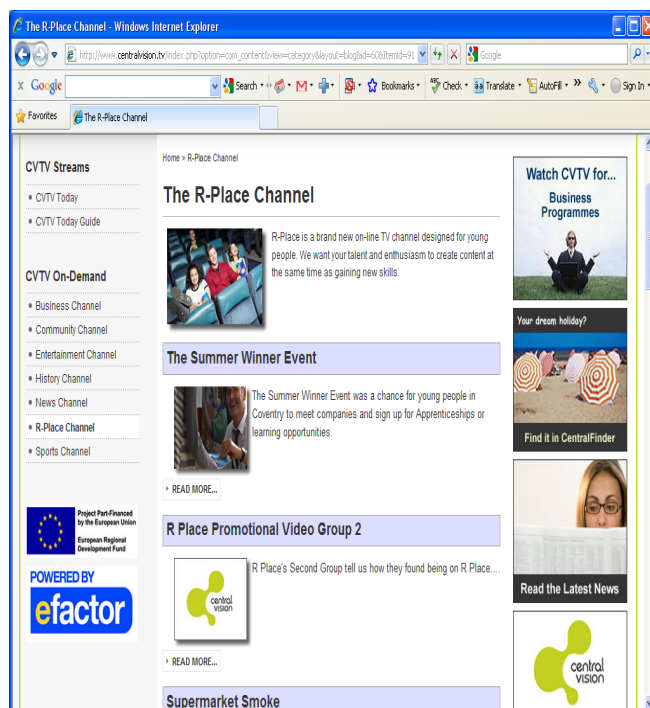 The R-Place Channel - Windows Internet Explorer
http://www.centralvision.tv/index.php?option=com_content&view=category&layout=blog&id=60&Itemid=91
Google
x Google
Search
Bookmarks
Check
Translate
AutoFill
Sign In
Favorites
The R-Place Channel
CVTV Streams
CVTV Today
CVTV Today Guide
CVTV On-Demand
Business Channel
Community Channel
Entertainment Channel
History Channel
News Channel
R-Place Channel
Sports Channel
Project Part-Financed
by the European Union
European Regional
Development Fund
POWERED BY
efactor
Home > R-Place Channel
The R-Place Channel
R-Place is a brand new on-line TV channel designed for young
people. We want your talent and enthusiasm to create content at
the same time as gaining new skills.
The Summer Winner Event
The Summer Winner Event was a chance for young people in
Coventry to meet companies and sign up for Apprenticeships or
learning opportunities.
READ MORE...
R Place Promotional Video Group 2
R Place's Second Group tell us how they found being on R Place....
central
vision
READ MORE...
Supermarket Smoke
Watch CVTV for...
Business
Programmes
Your dream holiday?
Find it in CentralFinder
Read the Latest News
central
vision